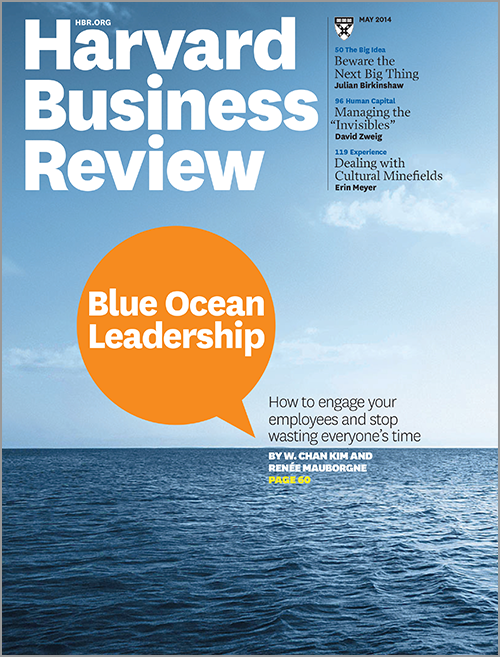 HBR.ORG
Harvard
Business
Review
MAY 2014
50 The Big Idea
Beware the
Next Big Thing
Julian Birkinshaw
96 Human Capital
Managing the
“Invisibles”
David Zweig
119 Experience
Dealing with
Cultural Minefields
Erin Meyer
Blue Ocean
Leadership
How to engage your
employees and stop
wasting everyone’s time
BY W. CHAN KIM AND
RENÉE MAUBORGNE
PAGE 60